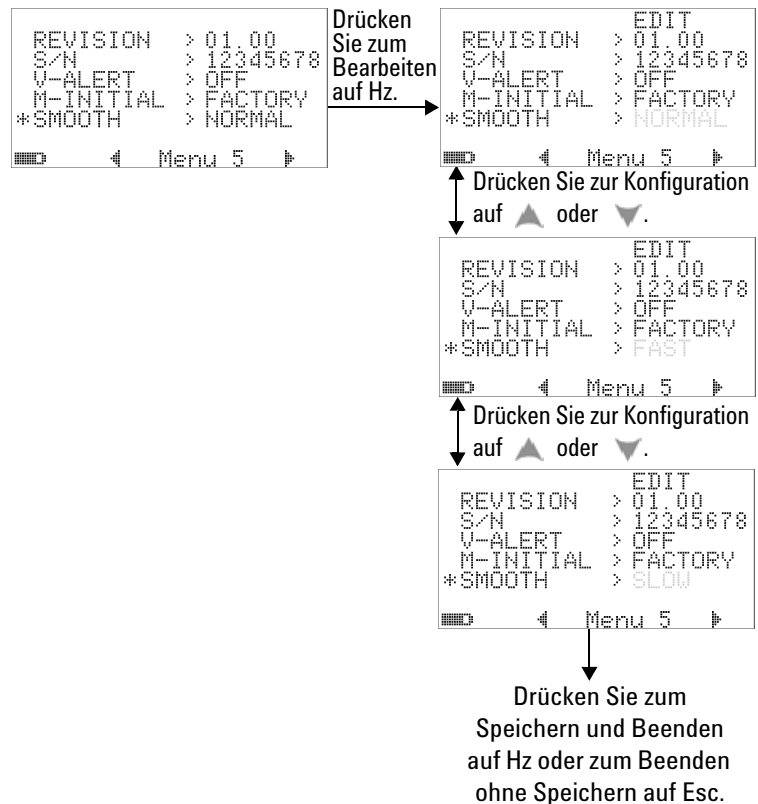 REVISION > 01.00
S/N > 12345678
V-ALERT > OFF
M-INITIAL > FACTORY
*SMOOTH > NORMAL
Menu 5
Drücken
Sie zum
Bearbeiten
auf Hz.
EDIT
REVISION > 01.00
S/N > 12345678
V-ALERT > OFF
M-INITIAL > FACTORY
*SMOOTH > NORMAL
Menu 5
Drücken Sie zur Konfiguration
auf oder .
EDIT
REVISION > 01.00
S/N > 12345678
V-ALERT > OFF
M-INITIAL > FACTORY
*SMOOTH > FAST
Menu 5
Drücken Sie zur Konfiguration
auf oder .
EDIT
REVISION > 01.00
S/N > 12345678
V-ALERT > OFF
M-INITIAL > FACTORY
*SMOOTH > SLOW
Menu 5
Drücken Sie zum
Speichern und Beenden
auf Hz oder zum Beenden
ohne Speichern auf Esc.